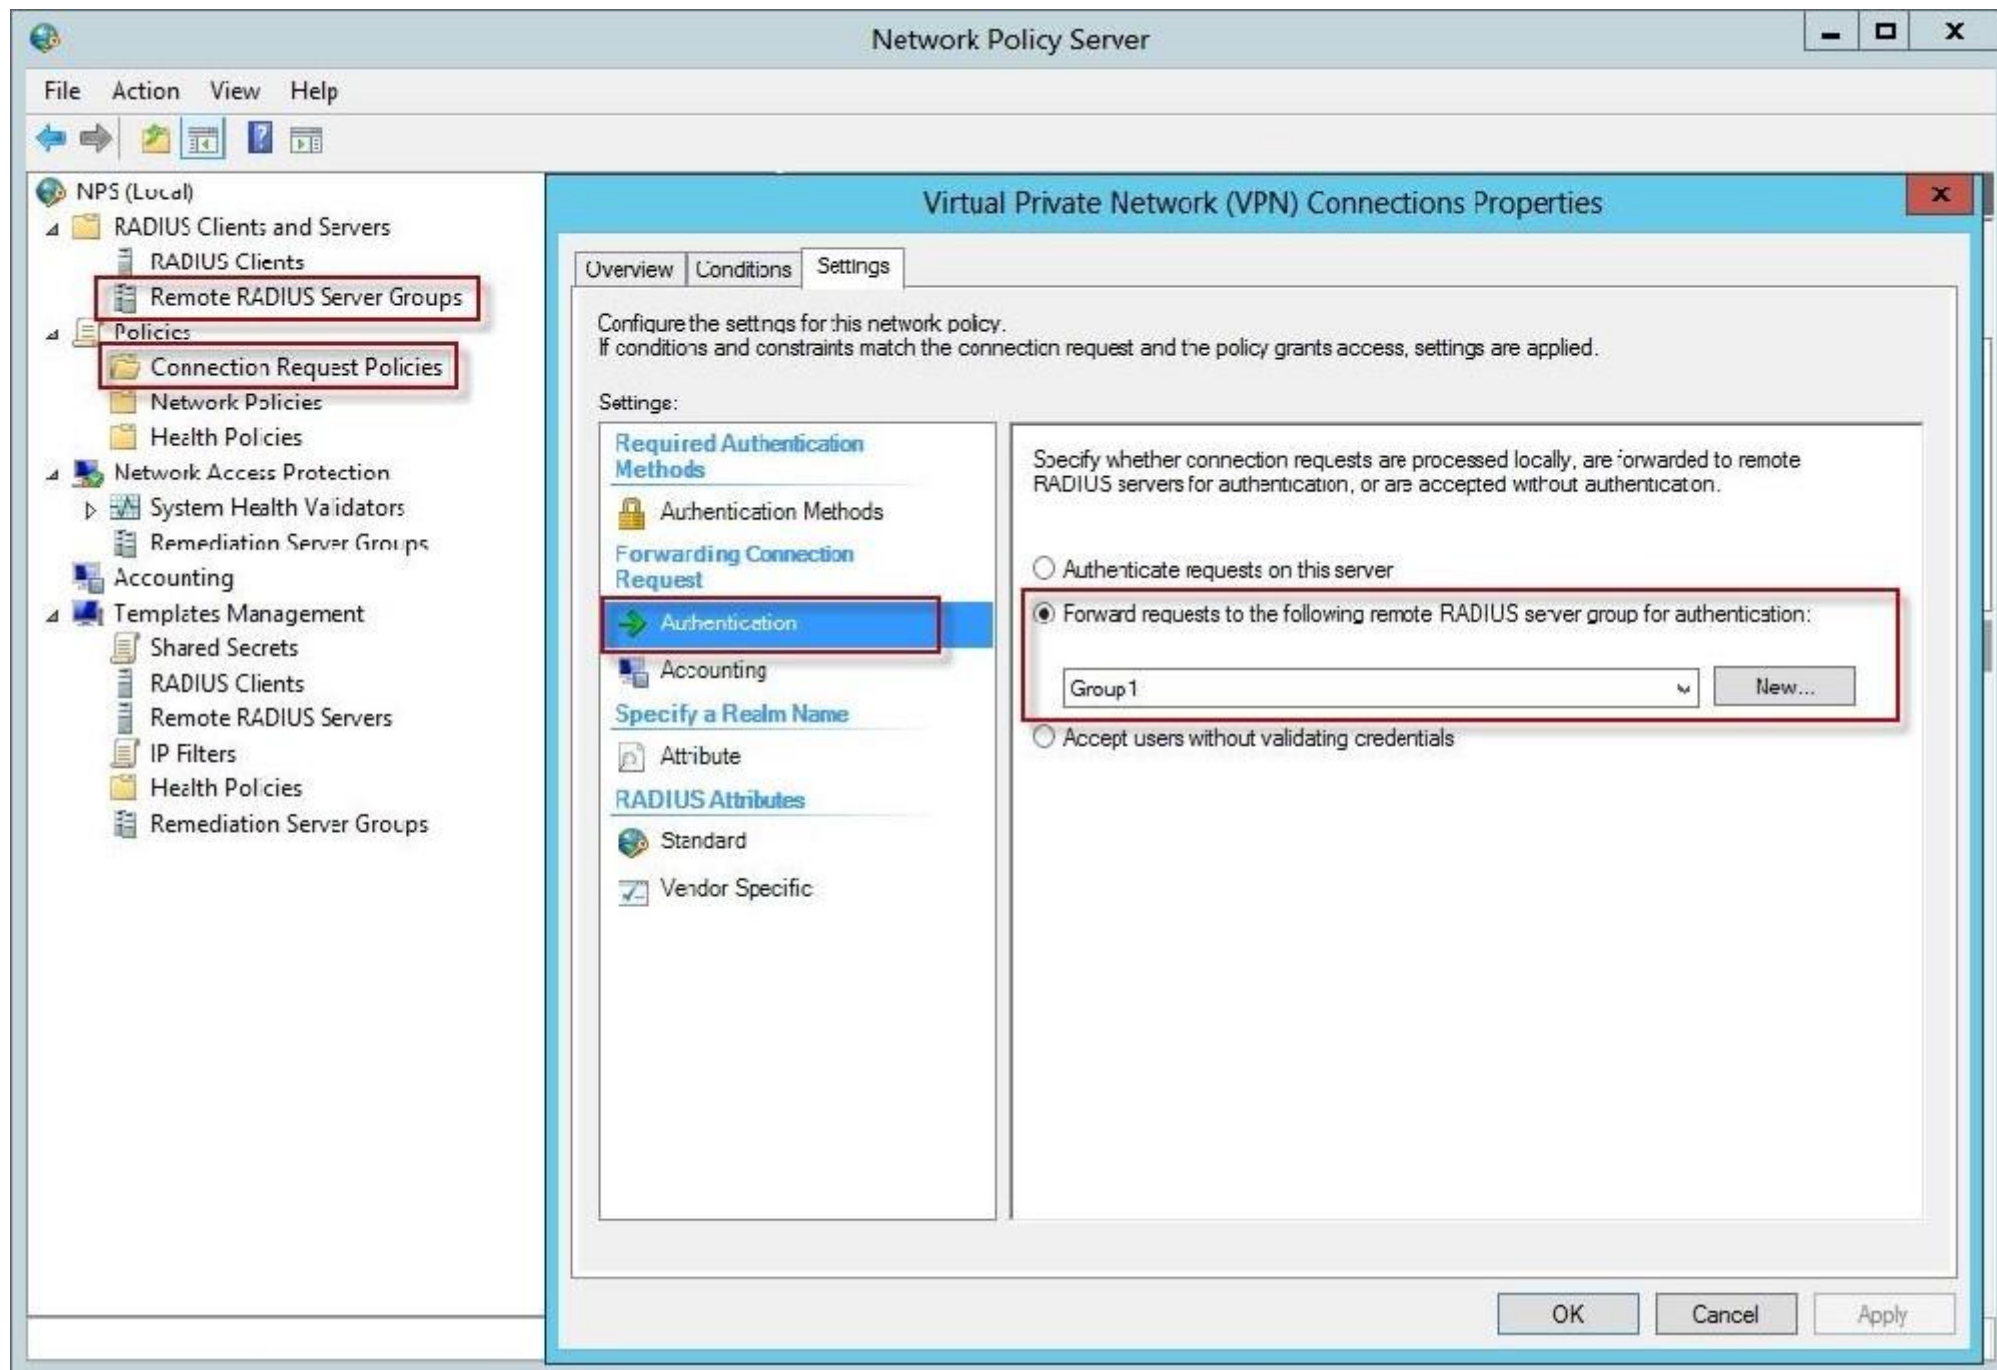 Network Policy Server
File Action View Help
NPS (Local)
RADIUS Clients and Servers
RADIUS Clients
Remote RADIUS Server Groups
Policies
Connection Request Policies
Network Policies
Health Policies
Network Access Protection
System Health Validators
Remediation Server Groups
Accounting
Templates Management
Shared Secrets
RADIUS Clients
Remote RADIUS Servers
IP Filters
Health Policies
Remediation Server Groups
Virtual Private Network (VPN) Connections Properties
Overview Conditions Settings
Configure the settings for this network policy.
If conditions and constraints match the connection request and the policy grants access, settings are applied.
Settings:
Required Authentication
Methods
Authentication Methods
Forwarding Connection
Request
Authentication
Accounting
Specify a Realm Name
Attribute
RADIUS Attributes
Standard
Vendor Specific
Specify whether connection requests are processed locally, are forwarded to remote
RADIUS servers for authentication, or are accepted without authentication.
Authenticate requests on this server
Forward requests to the following remote RADIUS server group for authentication:
Group1
New...
Accept users without validating credentials
OK Cancel Apply